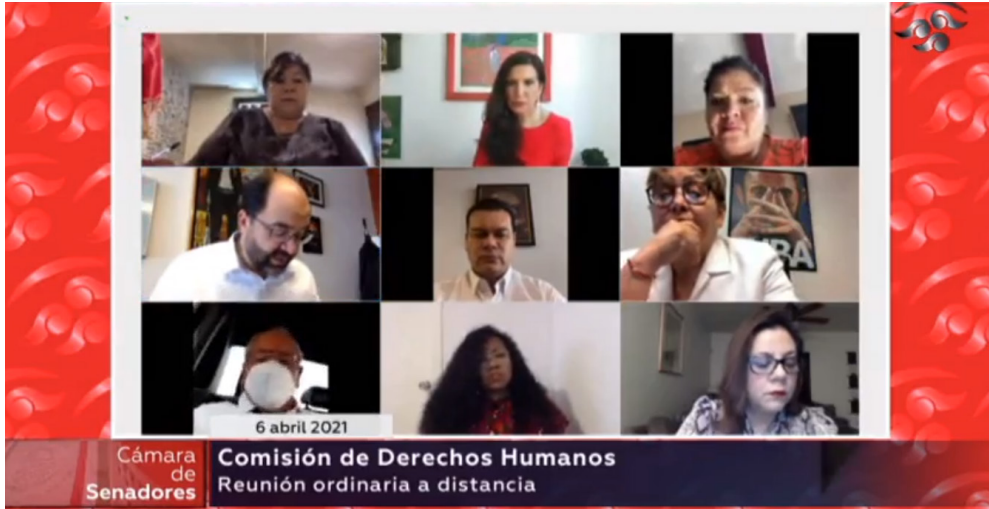 6 abril 2021
Cámara
de
Senadores
Comisión de Derechos Humanos
Reunión ordinaria a distancia